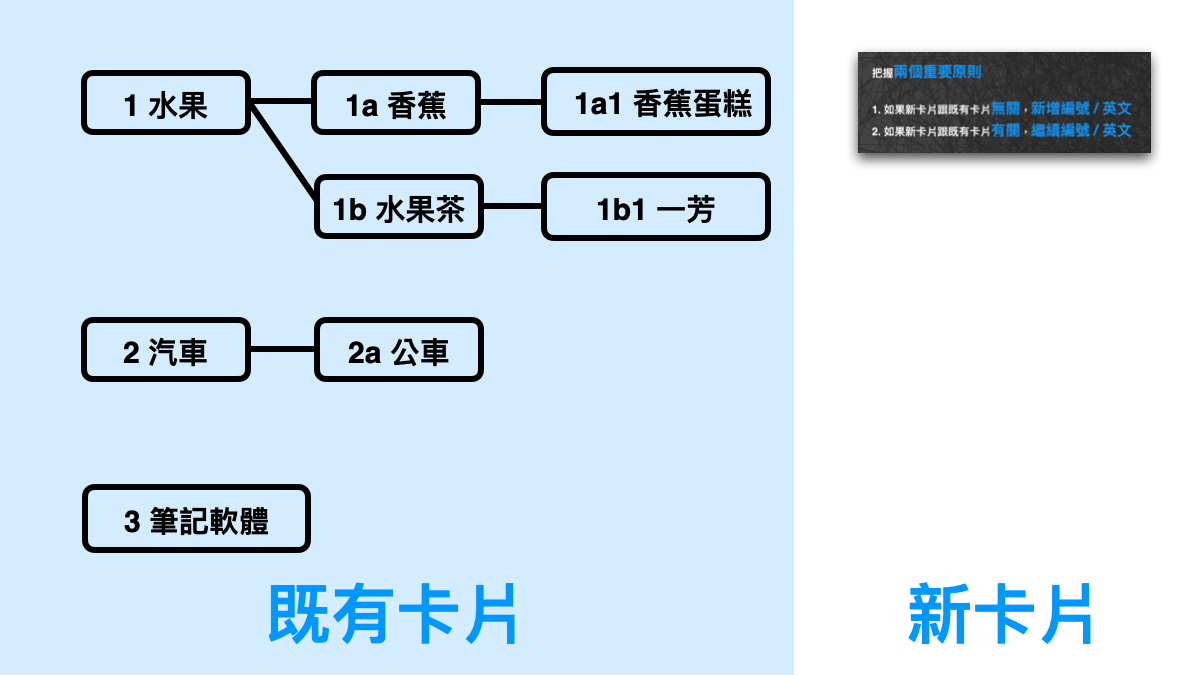 1 水果
1a 香蕉
1a1 香蕉蛋糕
1b 水果茶
1b1 一芳
2 汽車
2a 公車
3 筆記軟體
既有卡片
把握兩個重要原則
1. 如果新卡片跟既有卡片無關，新增編號 / 英文
2. 如果新卡片跟既有卡片有關，繼續編號 / 英文
新卡片